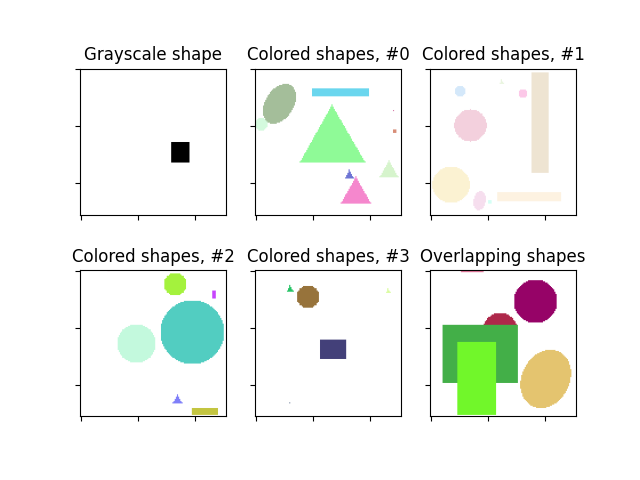 Grayscale shape
Colored shapes, #0
Colored shapes, #1
Colored shapes, #2
Colored shapes, #3
Overlapping shapes